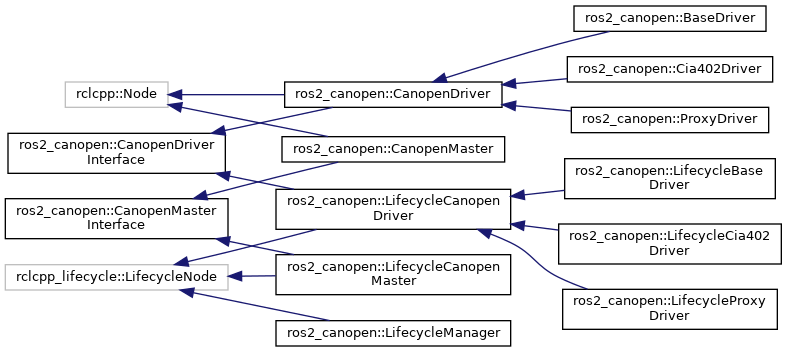 ros2_canopen::BaseDriver
ros2_canopen::Cia402Driver
rclcpp::Node
ros2_canopen::CanopenDriver
ros2_canopen::ProxyDriver
ros2_canopen::CanopenDriver
Interface
ros2_canopen::CanopenMaster
ros2_canopen::LifecycleBase
Driver
ros2_canopen::CanopenMaster
Interface
ros2_canopen::LifecycleCanopen
Driver
ros2_canopen::LifecycleCia402
Driver
rclcpp_lifecycle::LifecycleNode
ros2_canopen::LifecycleCanopen
Master
ros2_canopen::LifecycleProxy
Driver
ros2_canopen::LifecycleManager